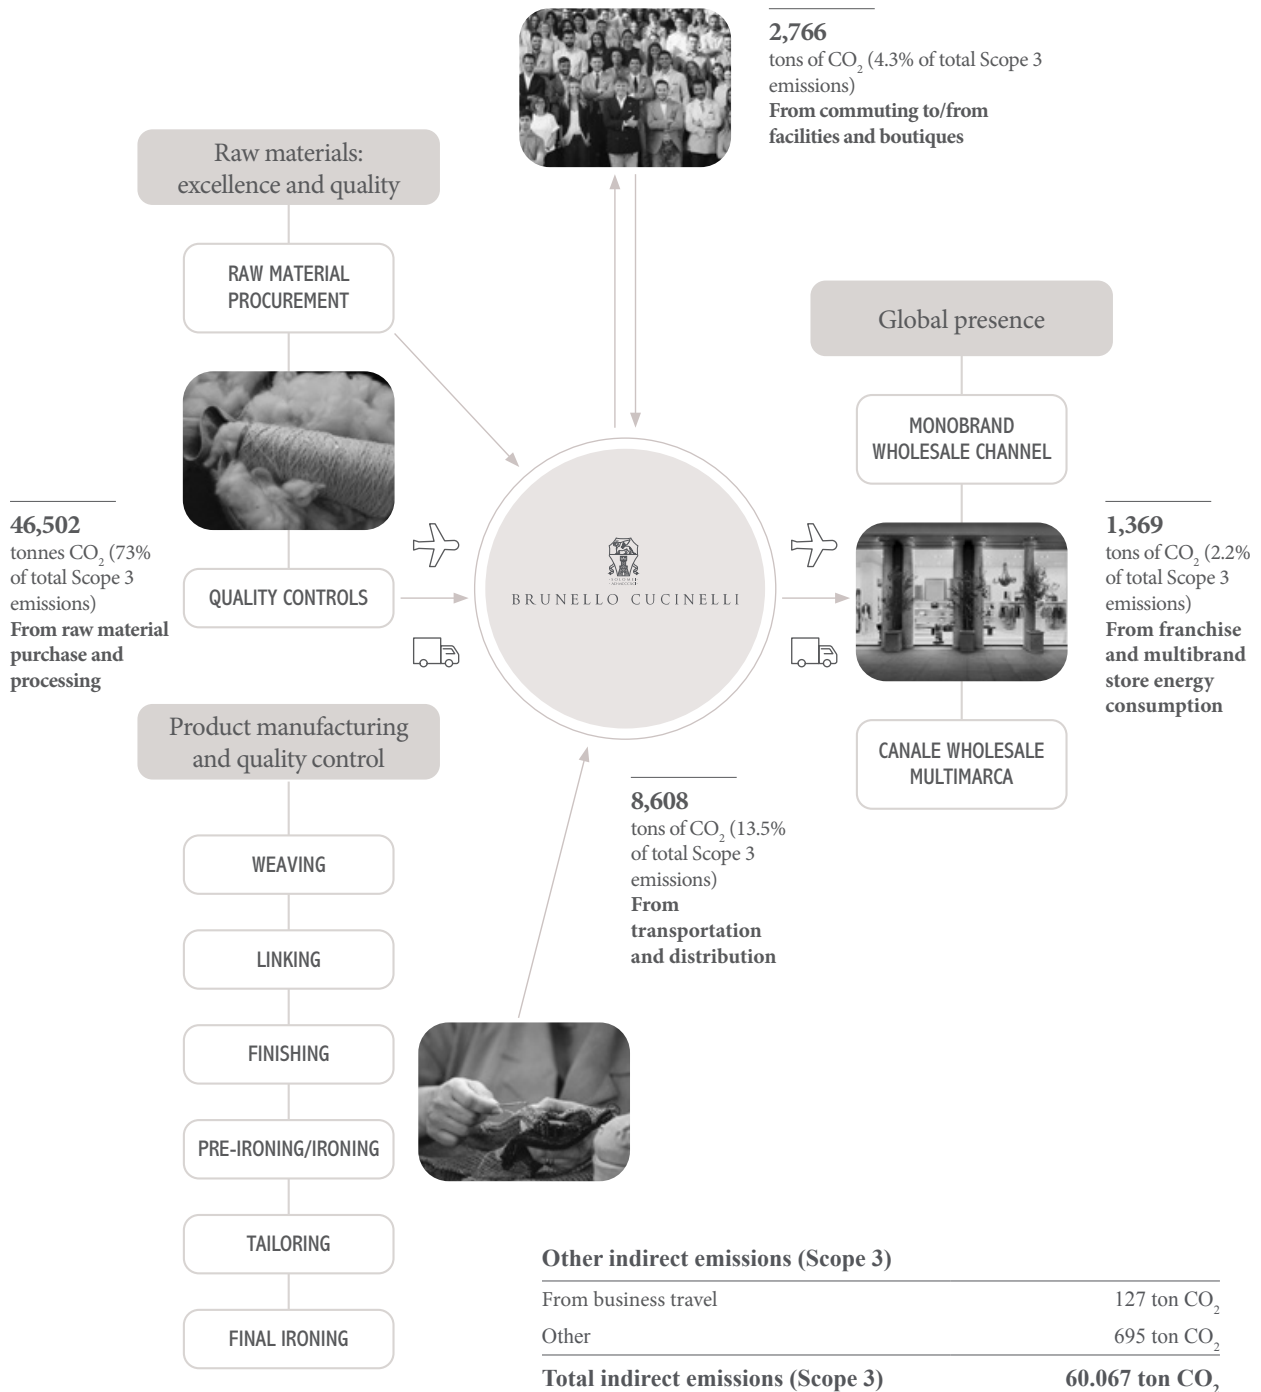 2,766
tons of CO2 (4.3% of total Scope 3
emissions)
From commuting to/from
facilities and boutiques
Raw materials:
excellence and quality
RAW MATERIAL
PROCUREMENT
QUALITY CONTROLS
46,502
tonnes CO2 (73%
of total Scope 3
emissions)
From raw material
purchase and
processing
BRUNELLO CUCINELLI
Global presence
MONOBRAND
WHOLESALE CHANNEL
CANALE WHOLESALE
MULTIMARCA
1,369
tons of CO2 (2.2%
of total Scope 3
emissions)
From franchise
and multibrand
store energy
consumption
8,608
tons of CO2 (13.5%
of total Scope 3
emissions)
From
transportation
and distribution
Product manufacturing
and quality control
WEAVING
LINKING
FINISHING
PRE-IRONING/IRONING
TAILORING
FINAL IRONING
Other indirect emissions (Scope 3)
From business travel 127 ton CO2
Other 695 ton CO2
Total indirect emissions (Scope 3) 60.067 ton CO2